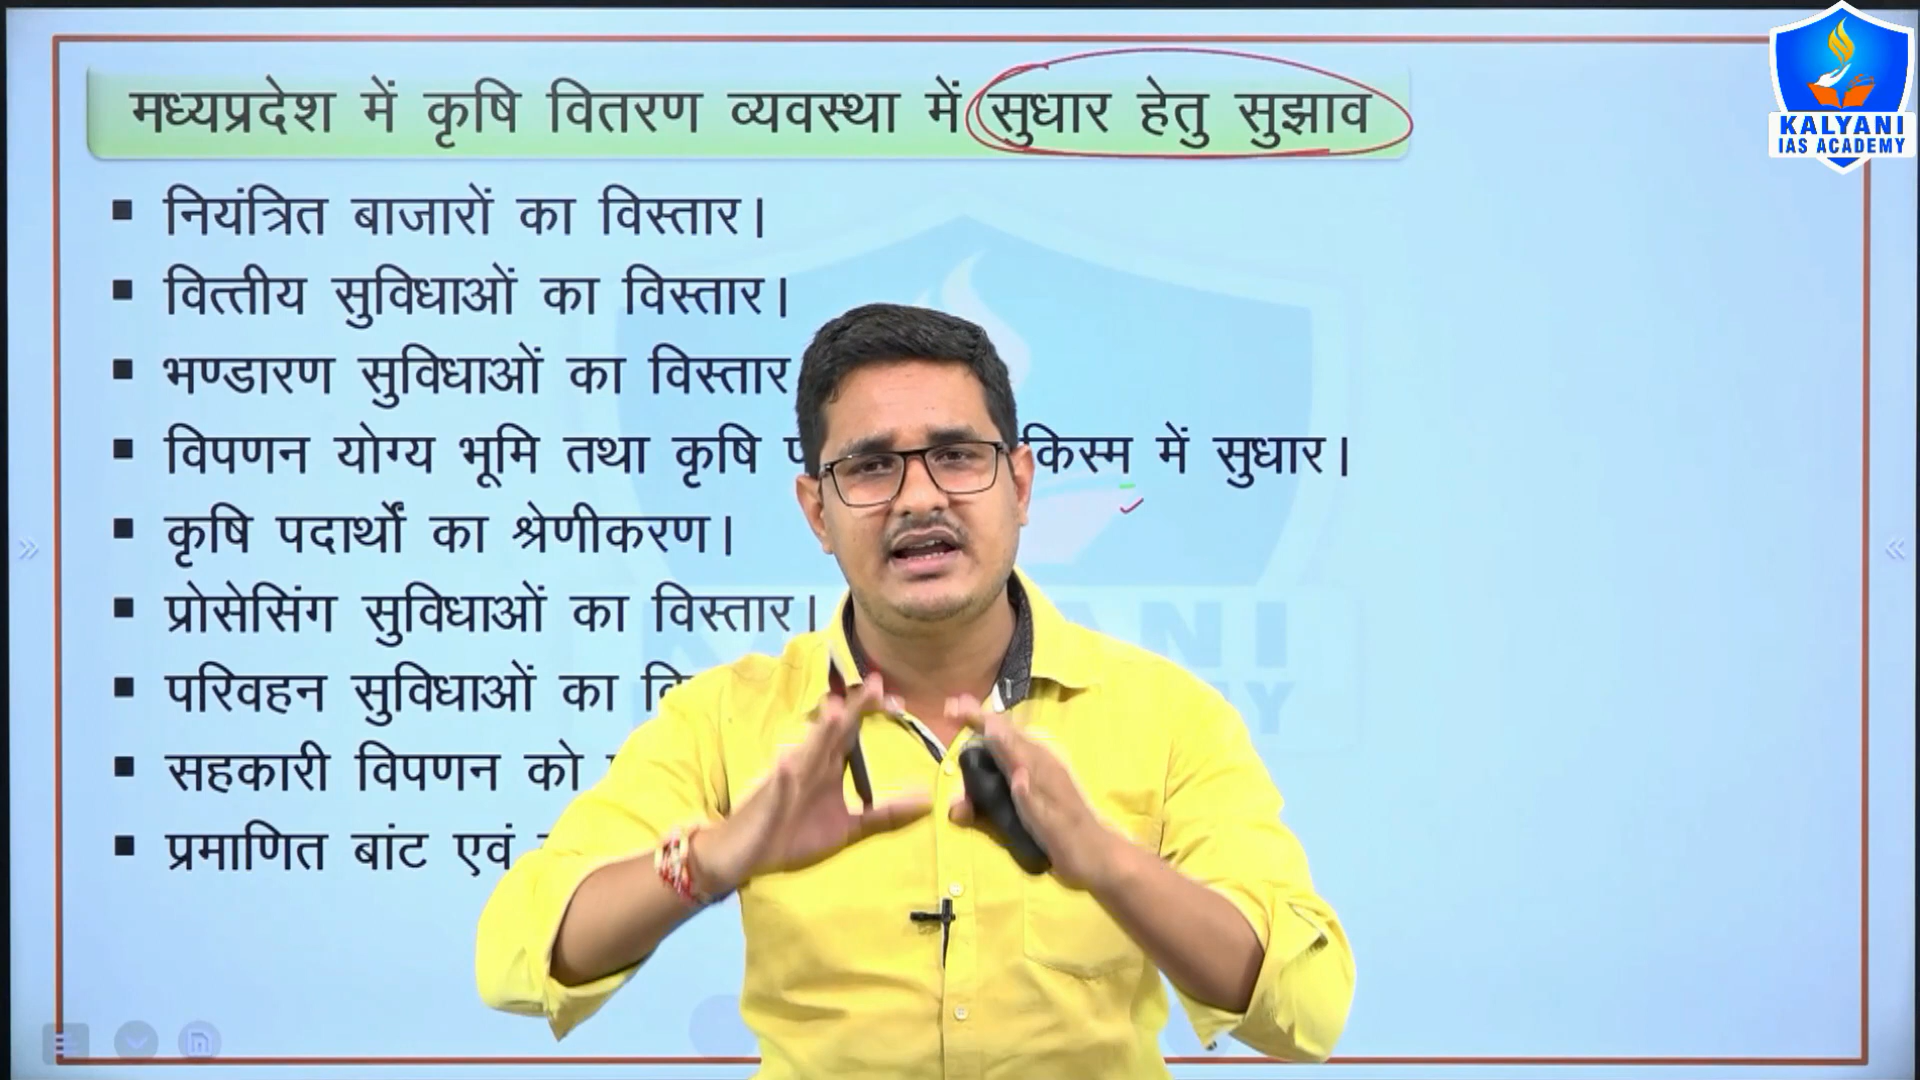 KALYANI
IAS ACADEMY
मध्यप्रदेश में कृषि वितरण व्यवस्था में सुधार हेतु सुझाव
▪ नियंत्रित बाजारों का विस्तार।
▪ वित्तीय सुविधाओं का विस्तार।
▪ भण्डारण सुविधाओं का विस्तार
▪ विपणन योग्य भूमि तथा कृषि किस्म में सुधार।
▪ कृषि पदार्थों का श्रेणीकरण।
▪ प्रोसेसिंग सुविधाओं का विस्तार।
▪ परिवहन सुविधाओं का
▪ सहकारी विपणन को
▪ प्रमाणित बांट एवं